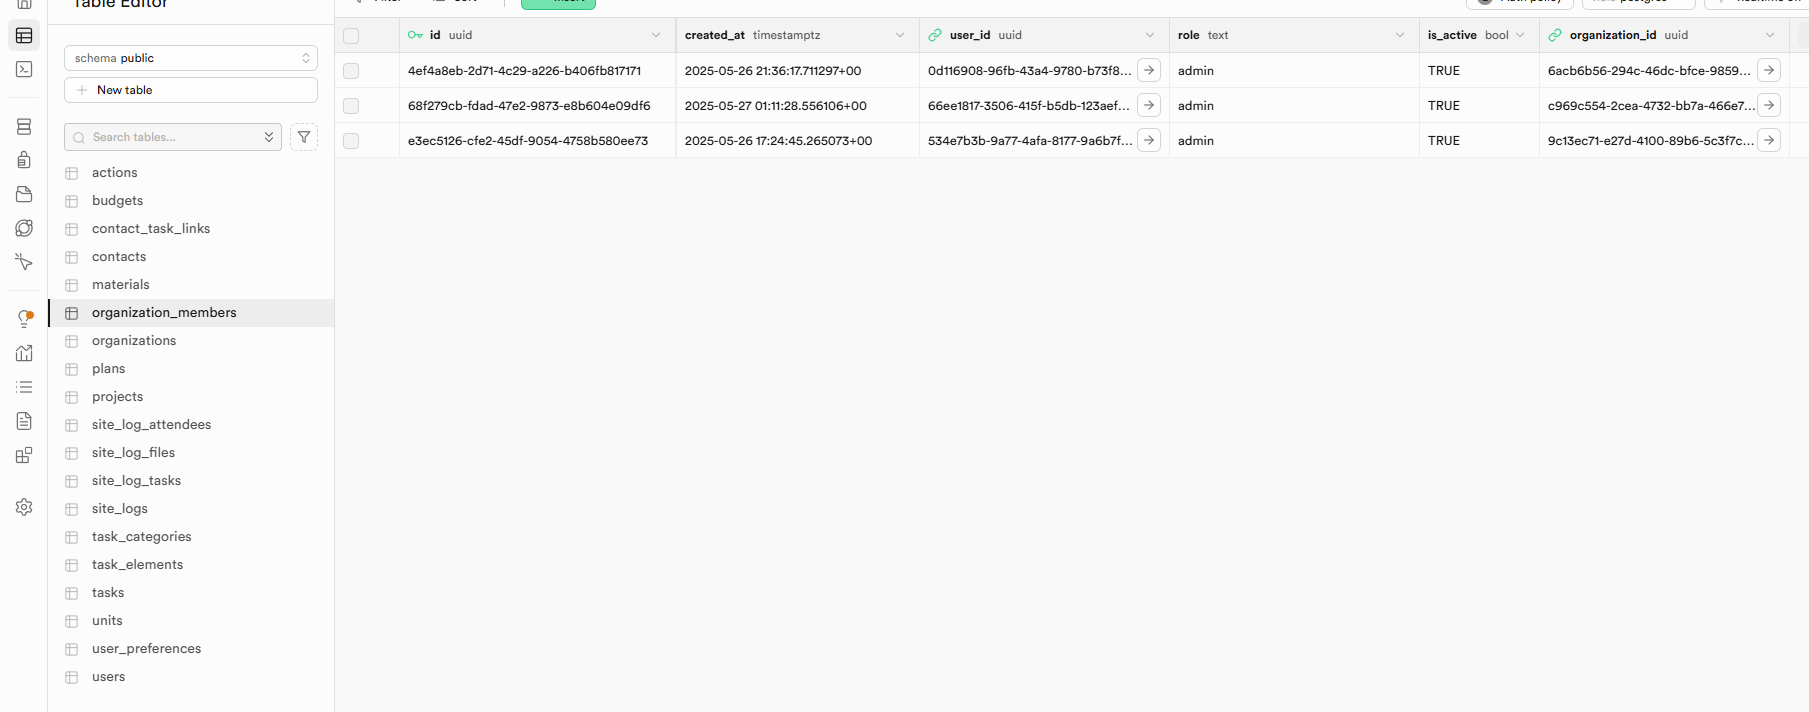 Table Editor
schema public
New table
Search tables...
actions
budgets
contact_task_links
contacts
materials
organization_members
organizations
plans
projects
site_log_attendees
site_log_files
site_log_tasks
site_logs
task_categories
task_elements
tasks
units
user_preferences
users
id uuid created_at timestamptz user_id uuid role text is_active bool organization_id uuid
4ef4a8eb-2d71-4c29-a226-b406fb817171 2025-05-26 21:36:17.711297+00 0d116908-96fb-43a4-9780-b73f8... admin TRUE 6acb6b56-294c-46dc-bfce-9859...
68f279cb-fdad-47e2-9873-e8b604e09df6 2025-05-27 01:11:28.556106+00 66ee1817-3506-415f-b5db-123aef... admin TRUE c969c554-2cea-4732-bb7a-466e7...
e3ec5126-cfe2-45df-9054-4758b580ee73 2025-05-26 17:24:45.265073+00 534e7b3b-9a77-4afa-8177-9a6b7f... admin TRUE 9c13ec71-e27d-4100-89b6-5c3f7c...